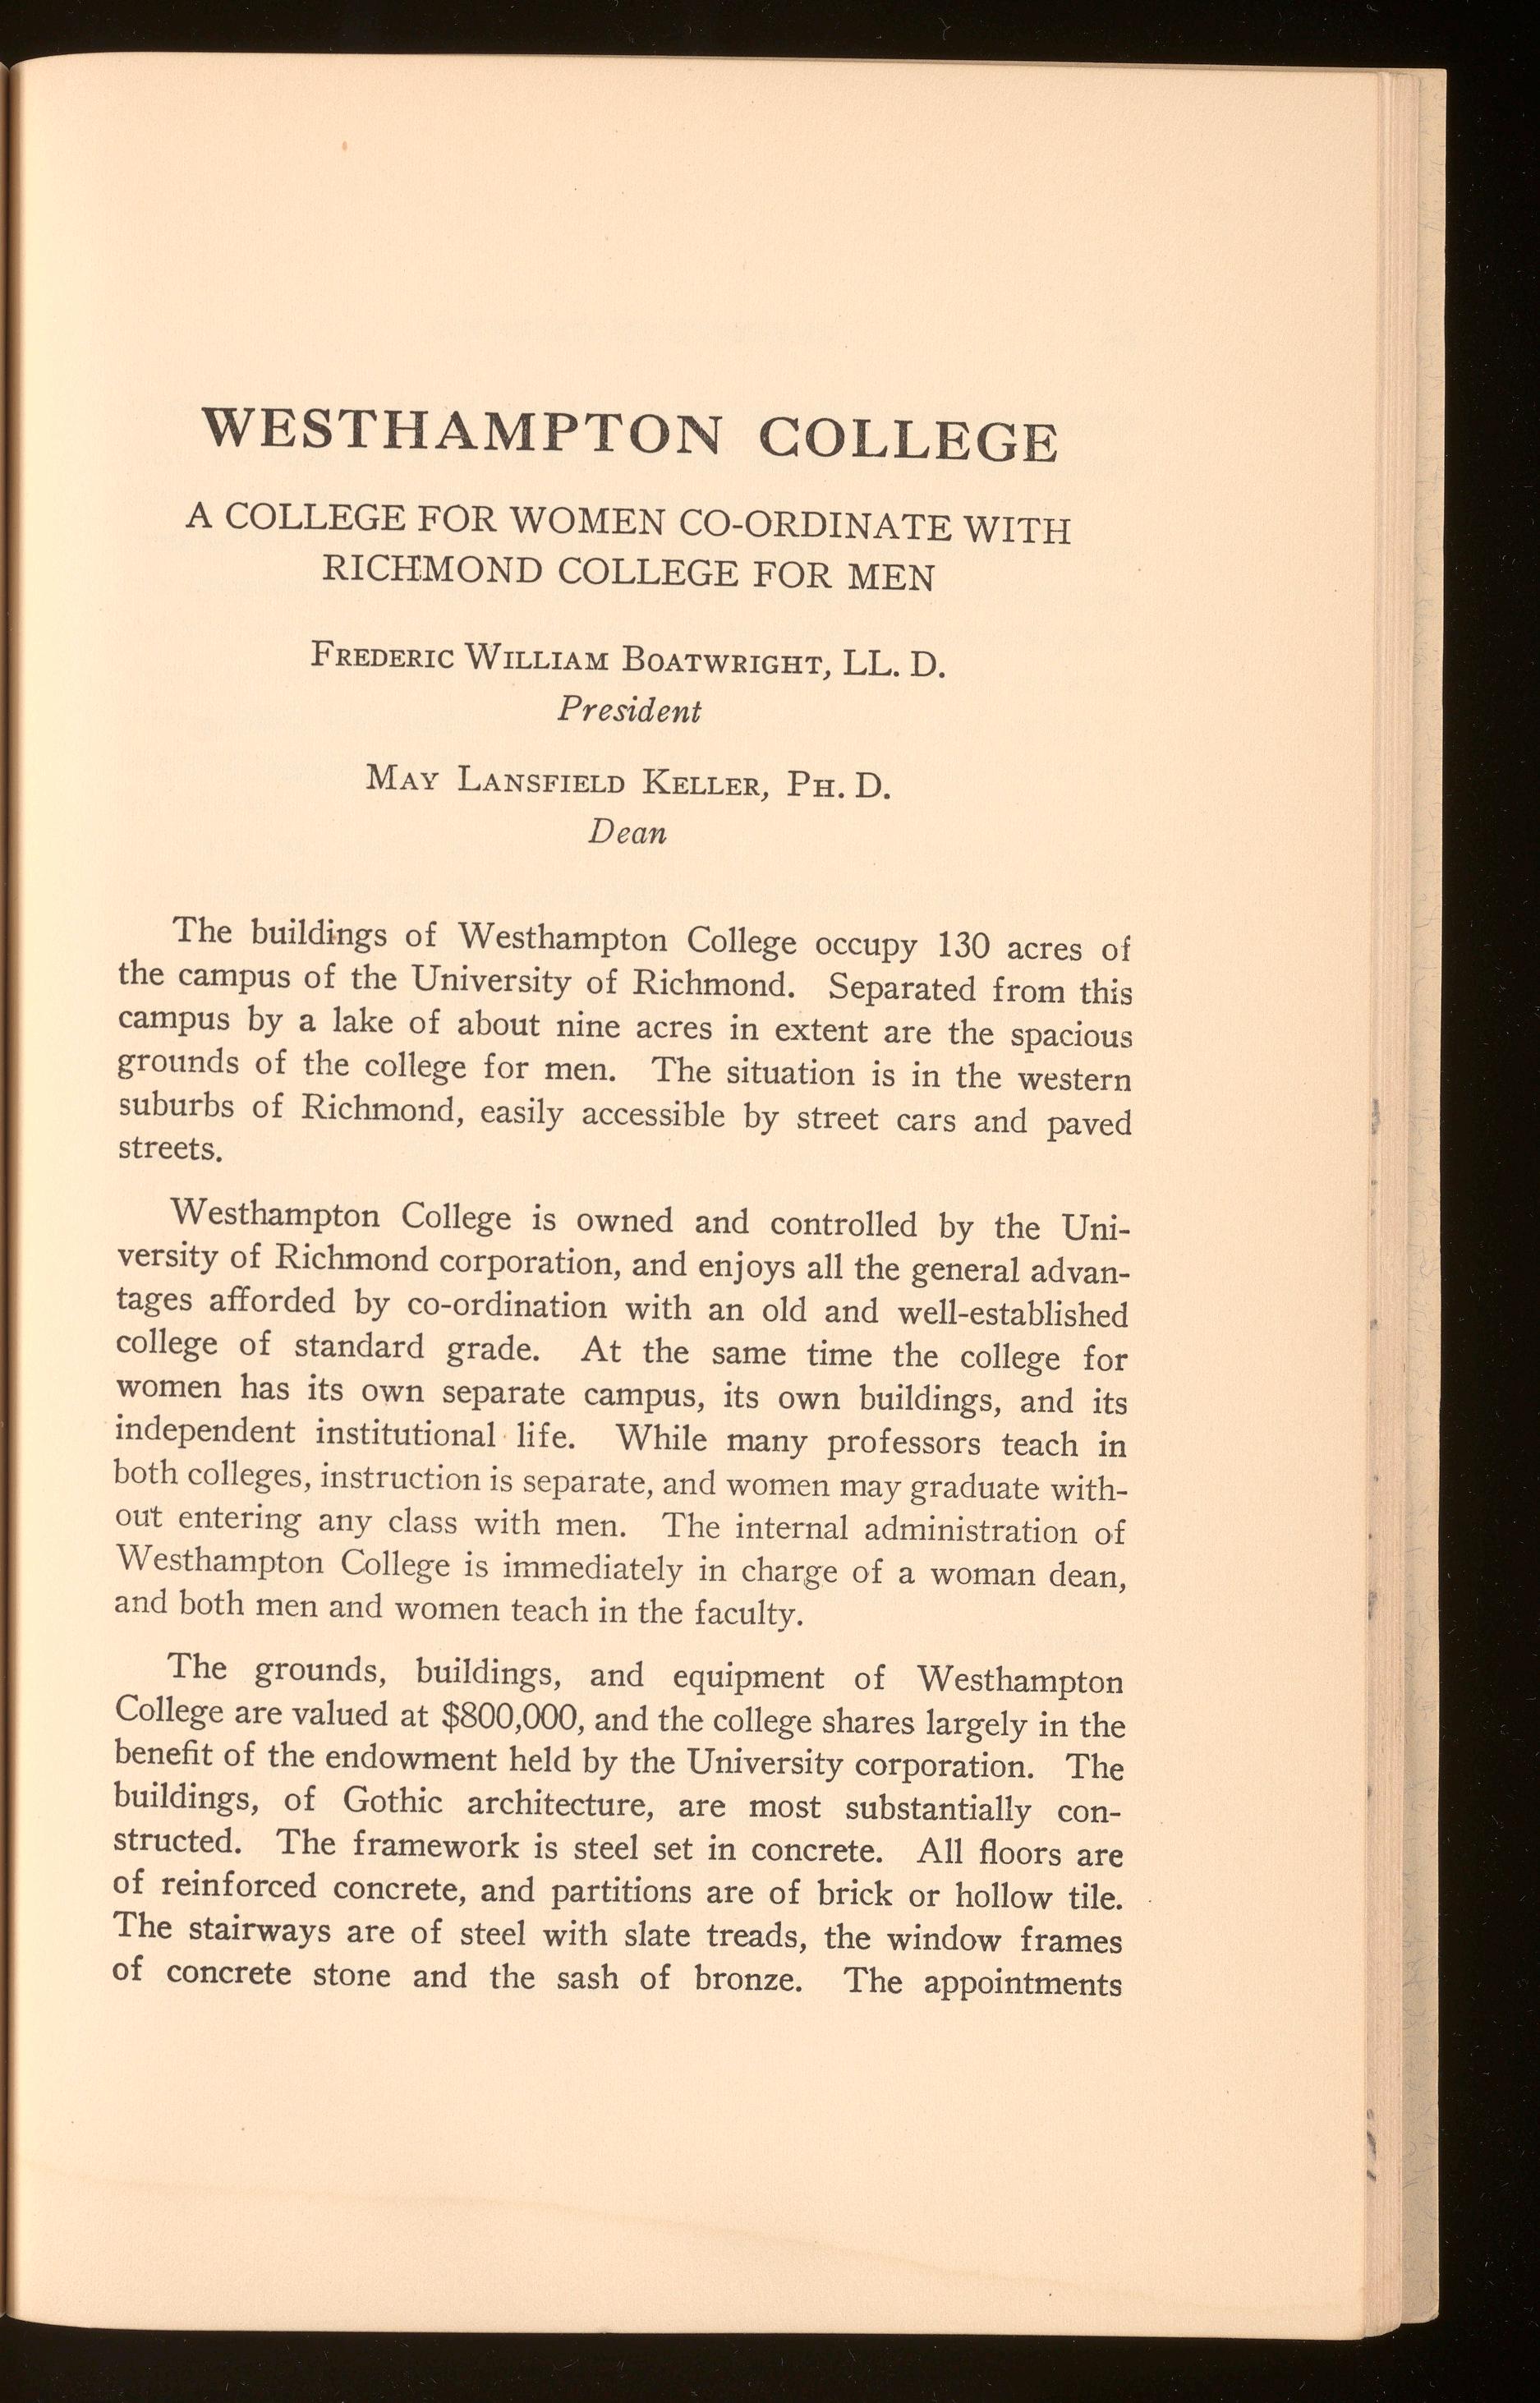 WESTHAMPTON COLLEGE
A COLLEGE FOR WOMEN CO-ORDINATE WITH
RICHMOND COLLEGE FOR MEN
FREDERIC WILLIAM BOATWRIGHT, LL. D.
President
MAY LANSFIELD KELLER, PH. D.
Dean
The buildings of Westhampton College occupy 130 acres of
the campus of the University of Richmond. Separated from this
campus by a lake of about nine acres in extent are the spacious
grounds of the college for men. The situation is in the western
suburbs of Richmond, easily accessible by street cars and paved
streets.
Westhampton College is owned and controlled by the Uni-
versity of Richmond corporation, and enjoys all the general advan-
tages afforded by co-ordination with an old and well-established
college of standard grade. At the same time the college for
women has its own separate campus, its own buildings, and its
independent institutional life. While many professors teach in
both colleges, instruction is separate, and women may graduate with-
out entering any class with men. The internal administration of
Westhampton College is immediately in charge of a woman dean,
and both men and women teach in the faculty.
The grounds, buildings, and equipment of Westhampton
College are valued at $800,000, and the college shares largely in the
benefit of the endowment held by the University corporation. The
buildings, of Gothic architecture, are most substantially con-
structed. The framework is steel set in concrete. All floors are
of reinforced concrete, and partitions are of brick or hollow tile.
The stairways are of steel with slate treads, the window frames
of concrete stone and the sash of bronze. The appointments